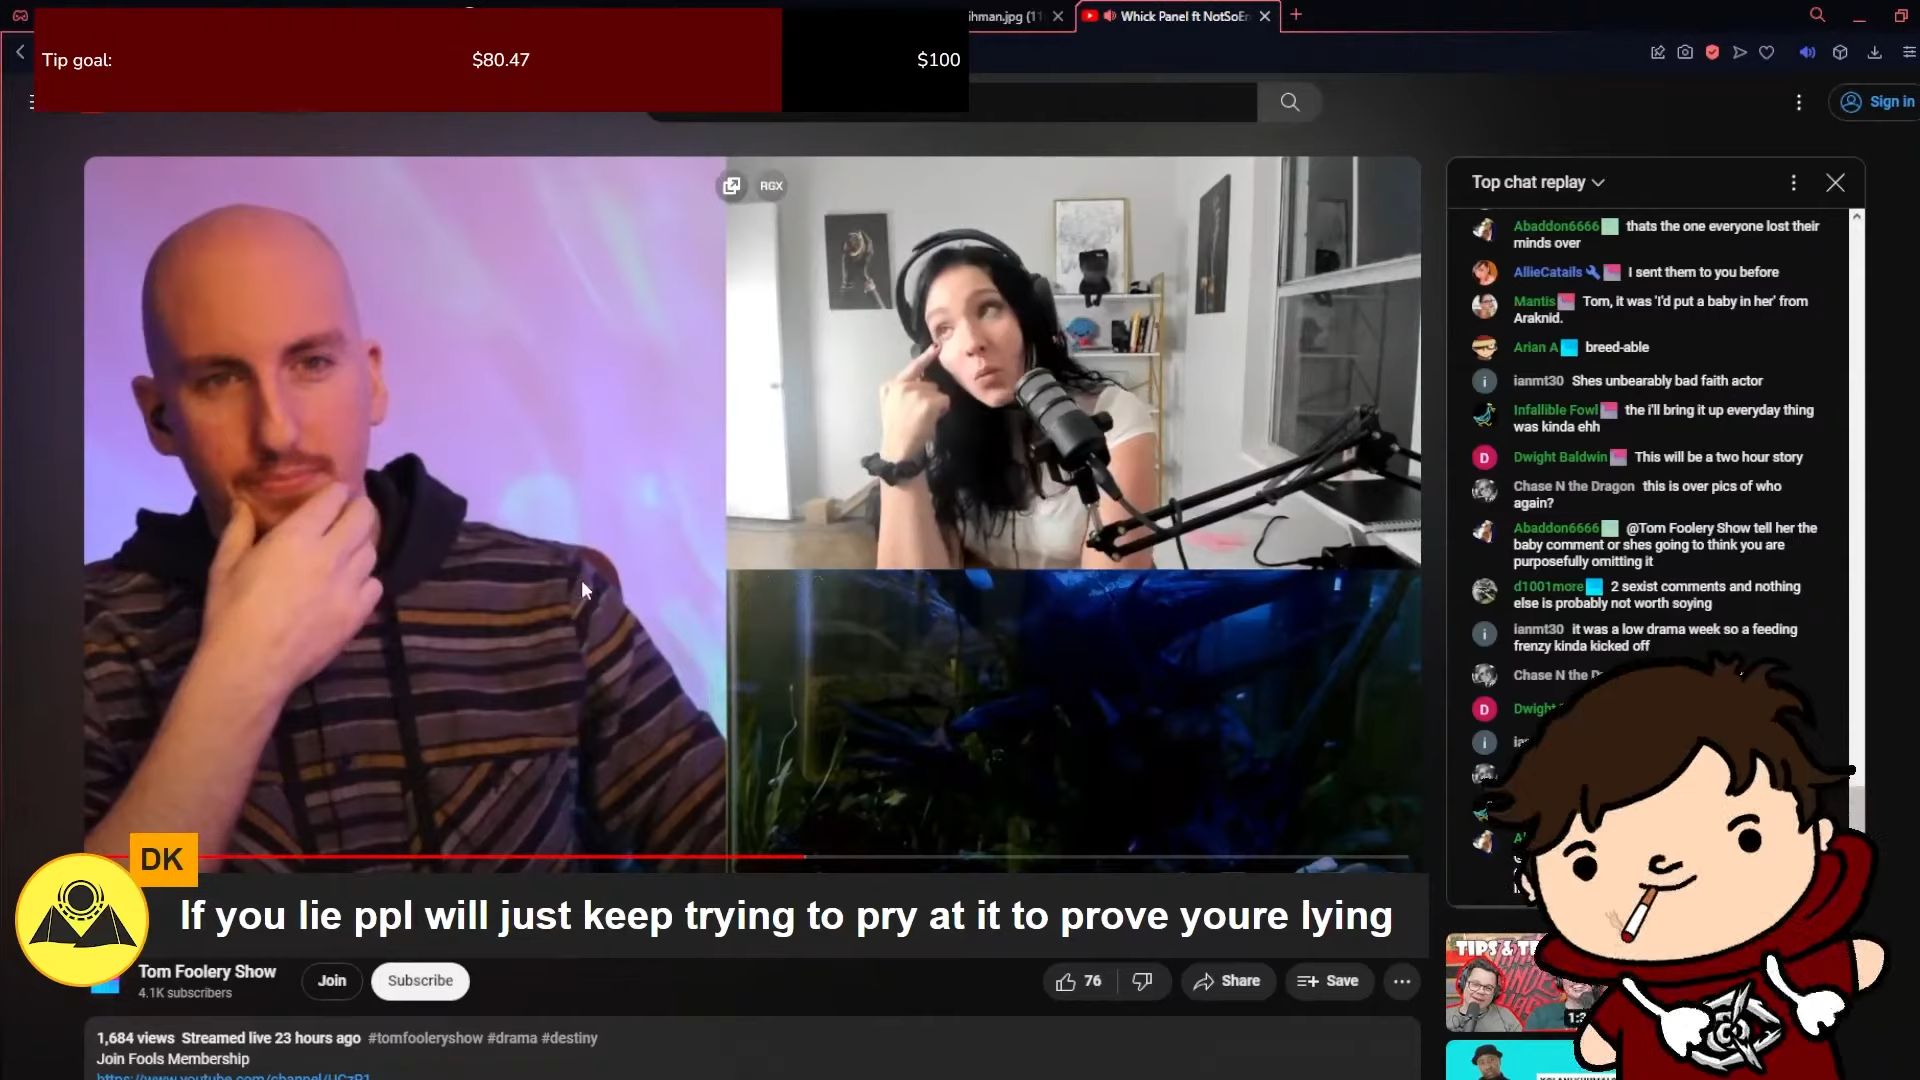 ihman.jpg (11
Whick Panel ft NotSoEr
Tip goal:
$80.47
$100
Sign in
RGX
Top chat replay
Abaddon6666 thats the one everyone lost their
minds over
AllieCatails I sent them to you before
Mantis Tom, it was 'I'd put a baby in her' from
Araknid.
Arian A breed-able
ianmt30 Shes unbearably bad faith actor
Infallible Fowl the i'll bring it up everyday thing
was kinda ehh
D
Dwight Baldwin This will be a two hour story
Chase N the Dragon this is over pics of who
again?
Abaddon6666 @Tom Foolery Show tell her the
baby comment or shes going to think you are
purposefully omitting it
d1001more 2 sexist comments and nothing
else is probably not worth soying
i
ianmt30 it was a low drama week so a feeding
frenzy kinda kicked off
Chase N the D
D
Dwigh
i
DK
If you lie ppl will just keep trying to pry at it to prove youre lying
Tom Foolery Show
4.1K subscribers
Join
Subscribe
76
Share
Save
TIPS & T
1,684 views Streamed live 23 hours ago #tomfooleryshow #drama #destiny
Join Fools Membership